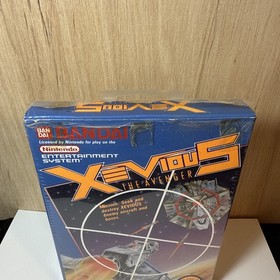 XEVIOUS
BAN
DAI
BANDAI
Licensed by Nintendo for play on the
Nintendo
ENTERTAINMENT
SYSTEM
XEVIOUS
THE AVENGER
Mission: Seek and
destroy XEVIOUS
Enemy aircraft and
bases